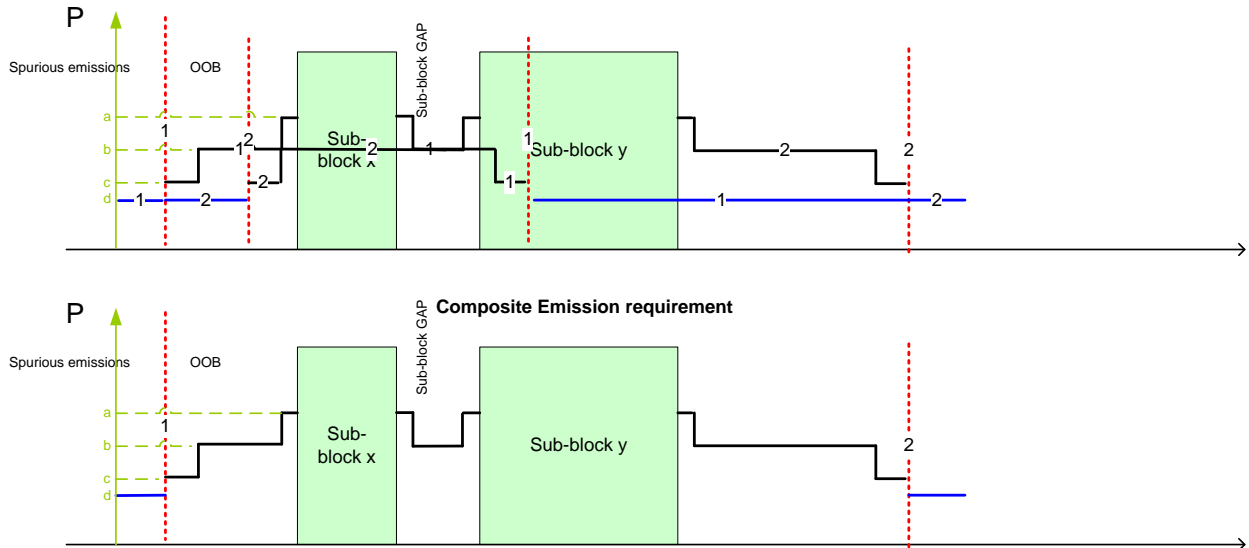 P
Sub-block GAP
Spurious emissions
OOB
a
1
2
1
Sub-
block x
Sub-block y
b
1
2
1
2
2
c
2
1
d
1
2
1
2
Composite Emission requirement
P
Sub-block GAP
Spurious emissions
OOB
a
1
Sub-
block x
Sub-block y
b
2
c
d